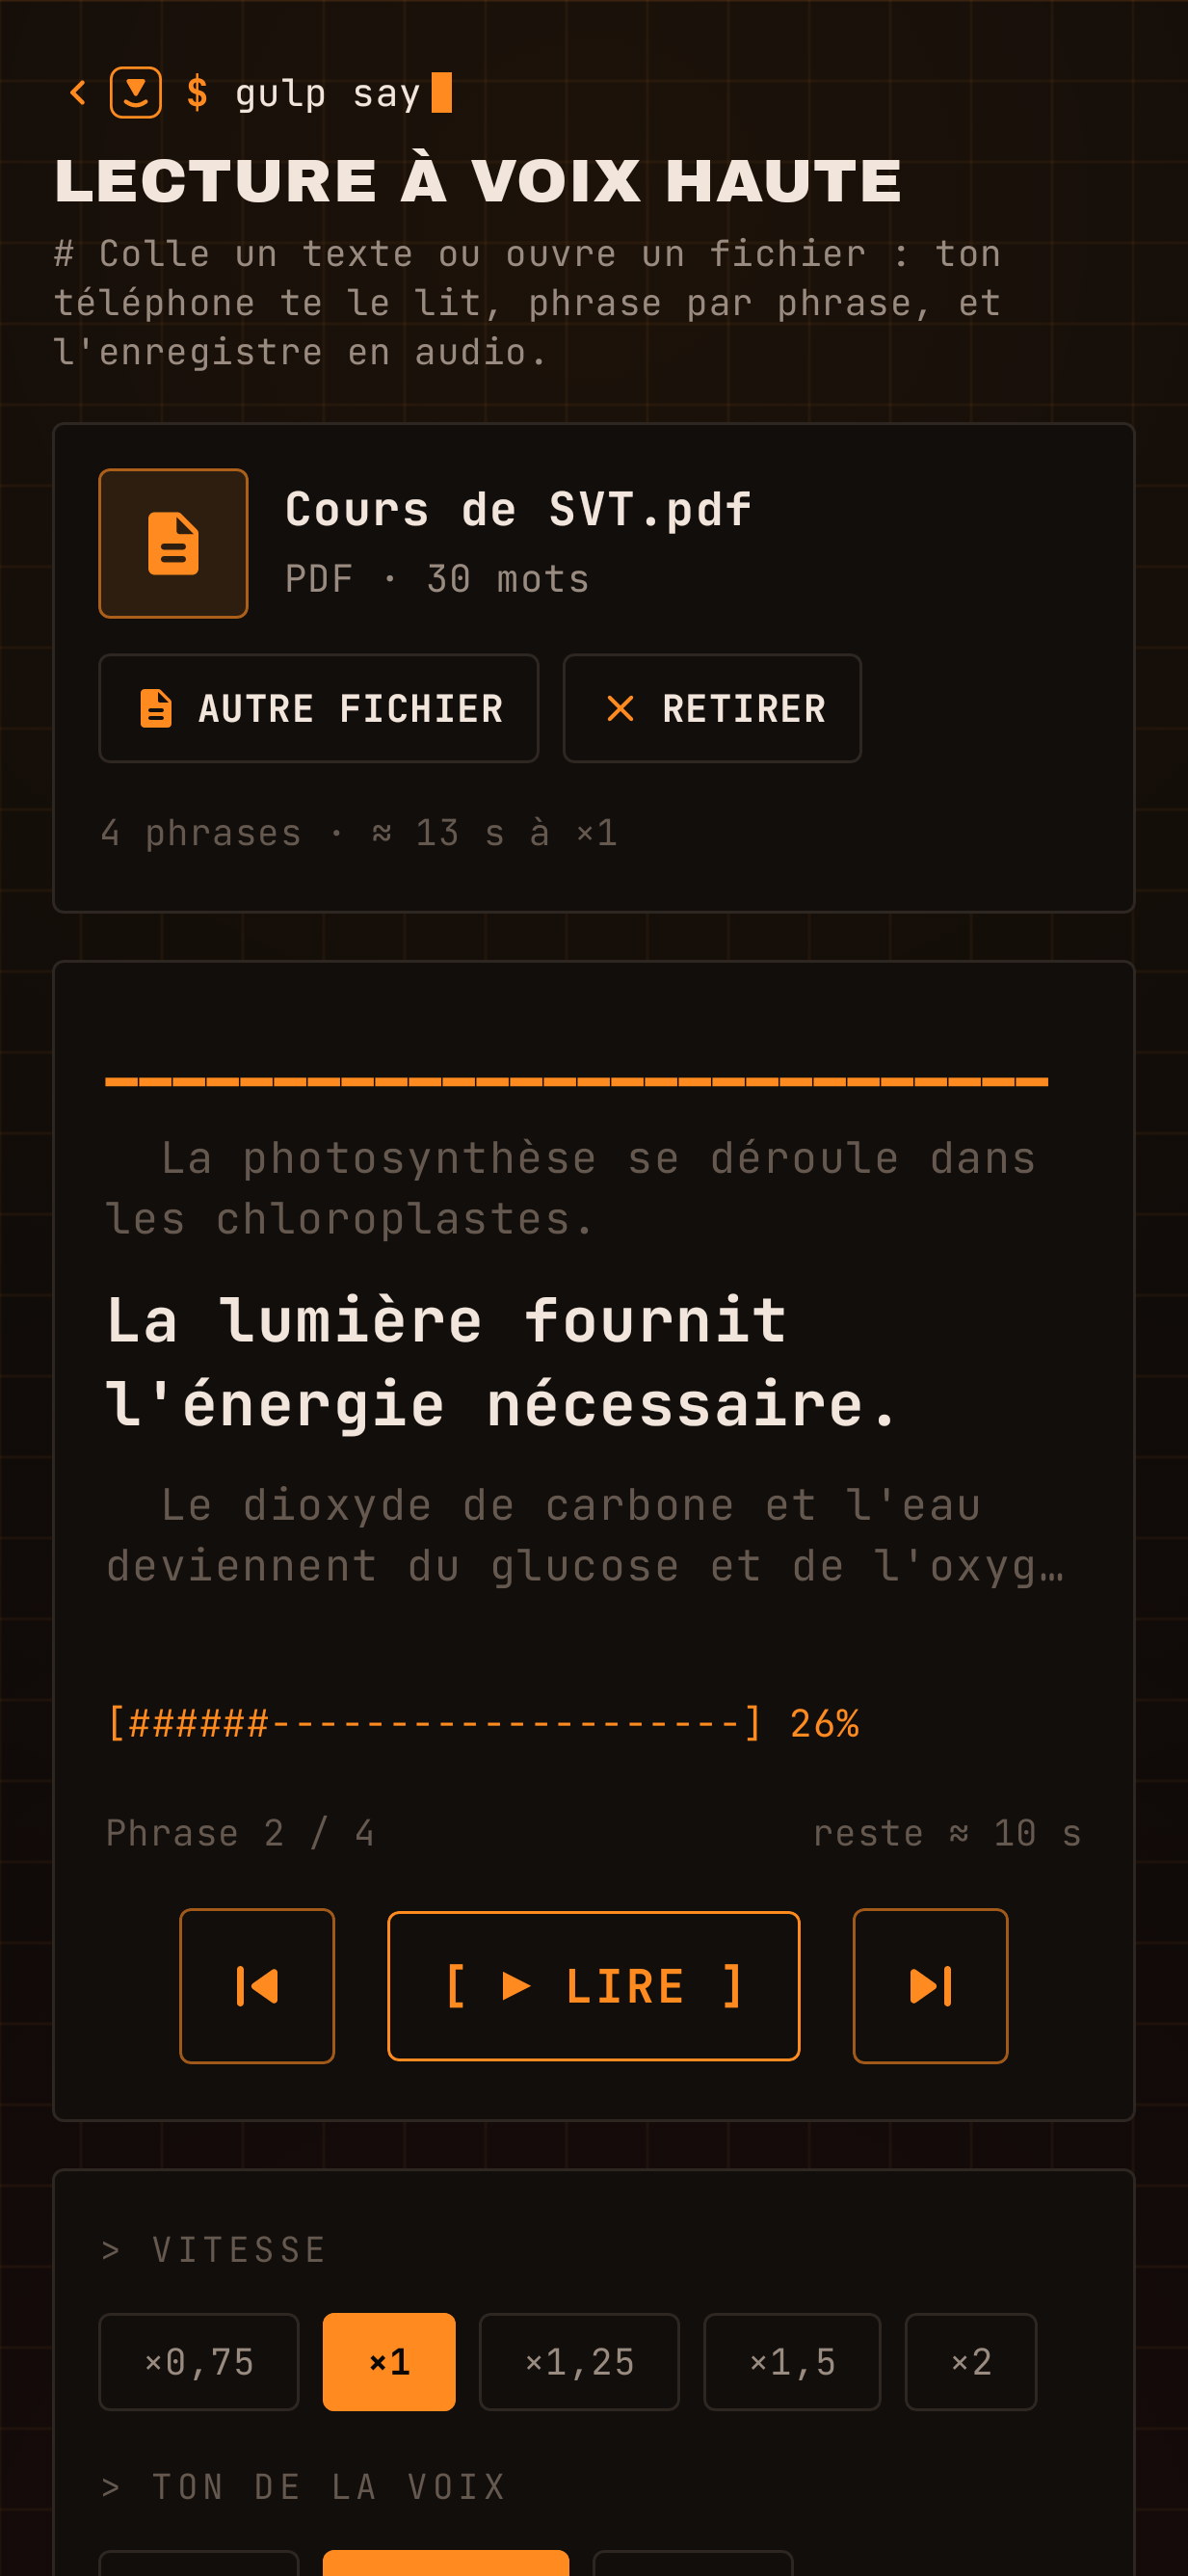 $ gulp say
LECTURE À VOIX HAUTE
# Colle un texte ou ouvre un fichier : ton
téléphone te le lit, phrase par phrase, et
l'enregistre en audio.
Cours de SVT.pdf
PDF · 30 mots
AUTRE FICHIER
RETIRER
4 phrases · ≈ 13 s à ×1
La photosynthèse se déroule dans
les chloroplastes.
La lumière fournit
l'énergie nécessaire.
Le dioxyde de carbone et l'eau
deviennent du glucose et de l'oxyg…
[######--------------------] 26%
Phrase 2 / 4
reste ≈ 10 s
[ ▶ LIRE ]
> VITESSE
×0,75
×1
×1,25
×1,5
×2
> TON DE LA VOIX